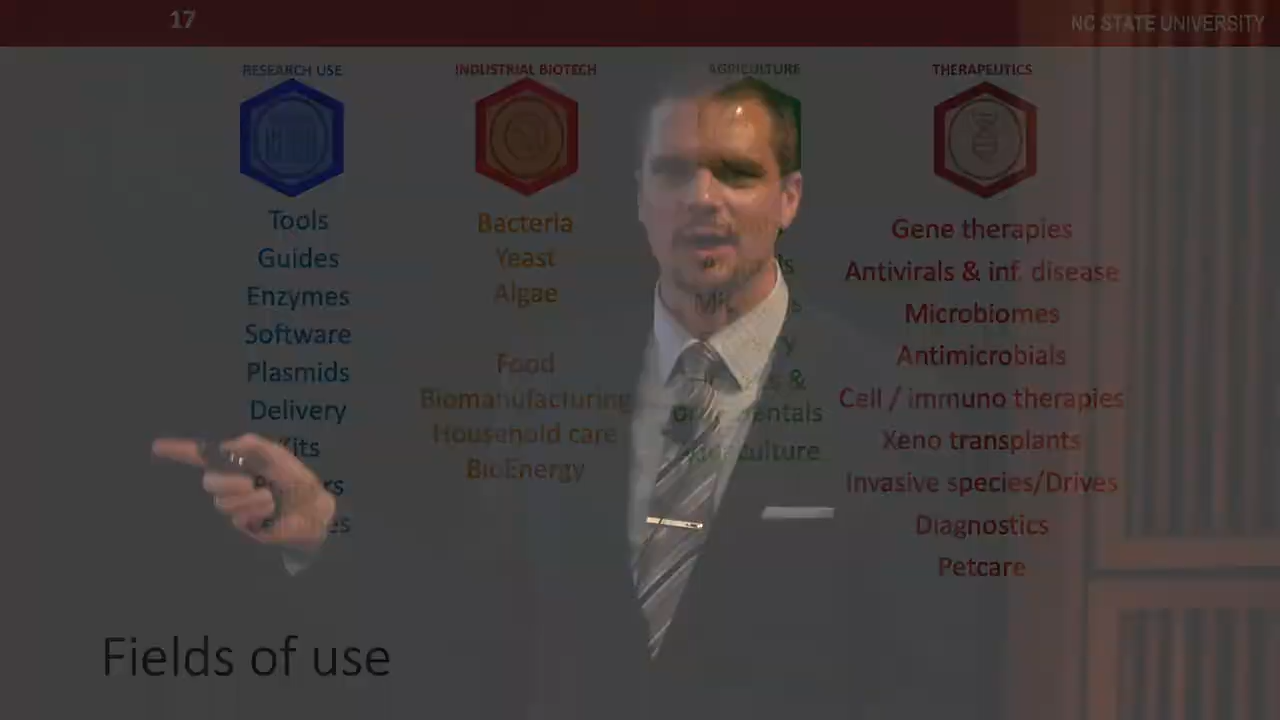 17
NC STATE UNIVERSITY
RESEARCH USE
INDUSTRIAL BIOTECH
AGRICULTURE
THERAPEUTICS
Tools
Guides
Enzymes
Software
Plasmids
Delivery
Bacteria
Yeast
Algae
Food
Biomanufacturing
Household care
BioEnergy
&
Gene therapies
Antivirals & inf. disease
Microbiomes
Antimicrobials
Cell / immuno therapies
Xeno transplants
Invasive species/Drives
Diagnostics
Petcare
Fields of use